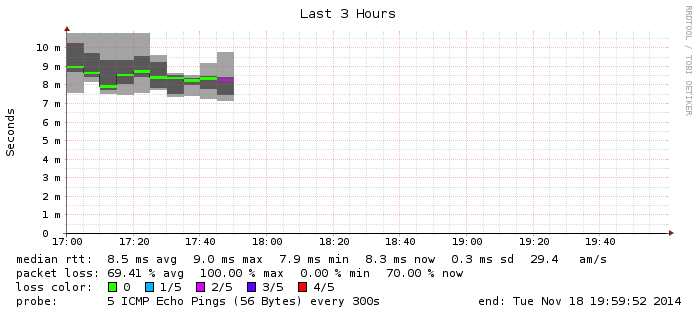 Last 3 Hours
RRDTOOL / TOBI OETIKER
Seconds
10 m
9 m
8 m
7 m
6 m
5 m
4 m
3 m
2 m
1 m
0
17:00 17:20 17:40 18:00 18:20 18:40 19:00 19:20 19:40
median rtt: 8.5 ms avg 9.0 ms max 7.9 ms min 8.3 ms now 0.3 ms sd 29.4 am/s
packet loss: 69.41 % avg 100.00 % max 0.00 % min 70.00 % now
loss color: 0 1/5 2/5 3/5 4/5
probe: 5 ICMP Echo Pings (56 Bytes) every 300s end: Tue Nov 18 19:59:52 2014